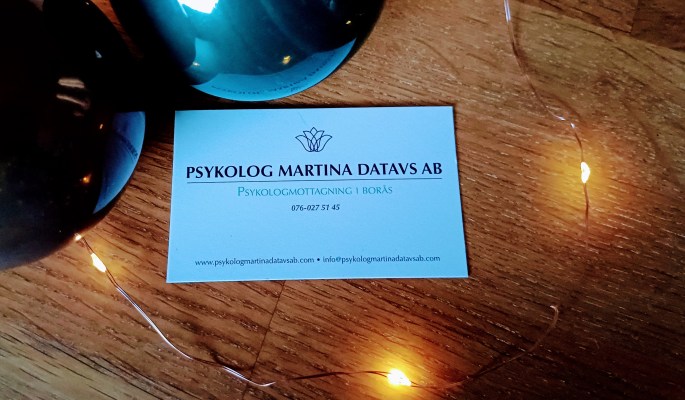 PSYKOLOG MARTINA DATAVS AB
PSYKOLOGMOTTAGNING I BORÅS
076-027 51 45
www.psykologmartinadatavsab.com • info@psykologmartinadatavsab.com